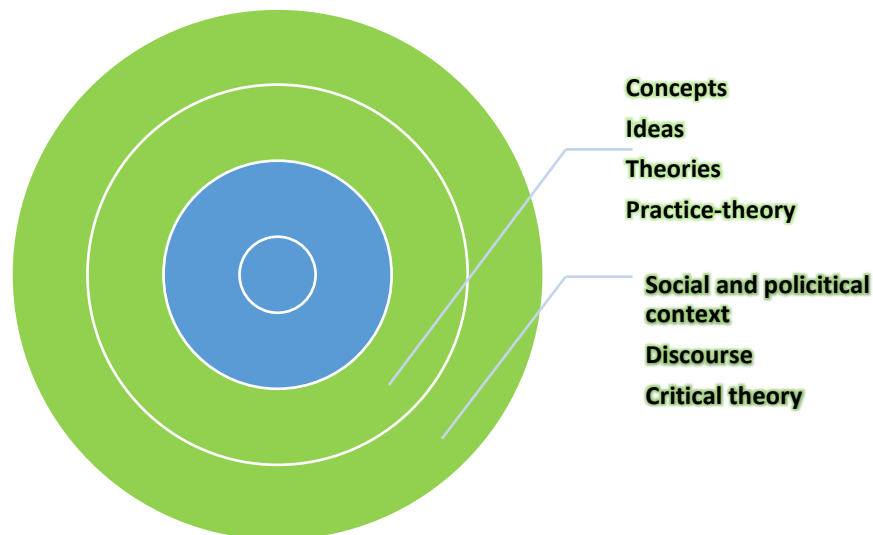 Concepts
Ideas
Theories
Practice-theory
Social and policitical
context
Discourse
Critical theory